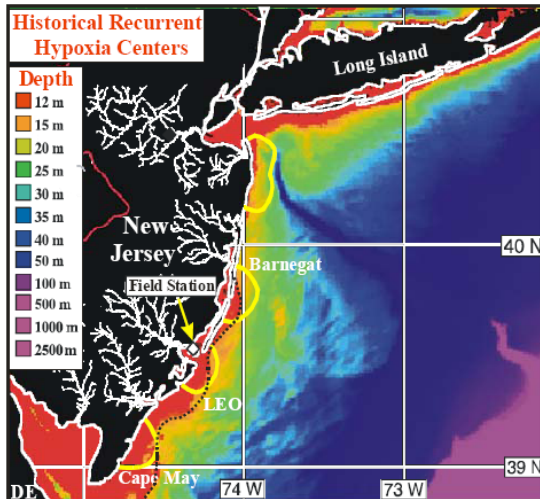 Historical Recurrent
Hypoxia Centers
Depth
12 m
15 m
20 m
25 m
30 m
35 m
40 m
50 m
100 m
500 m
1000 m
2500 m
Long Island
New
Jersey
40 N
Barnegat
Field Station
LEO
Cape May
39 N
DE
74 W
73 W